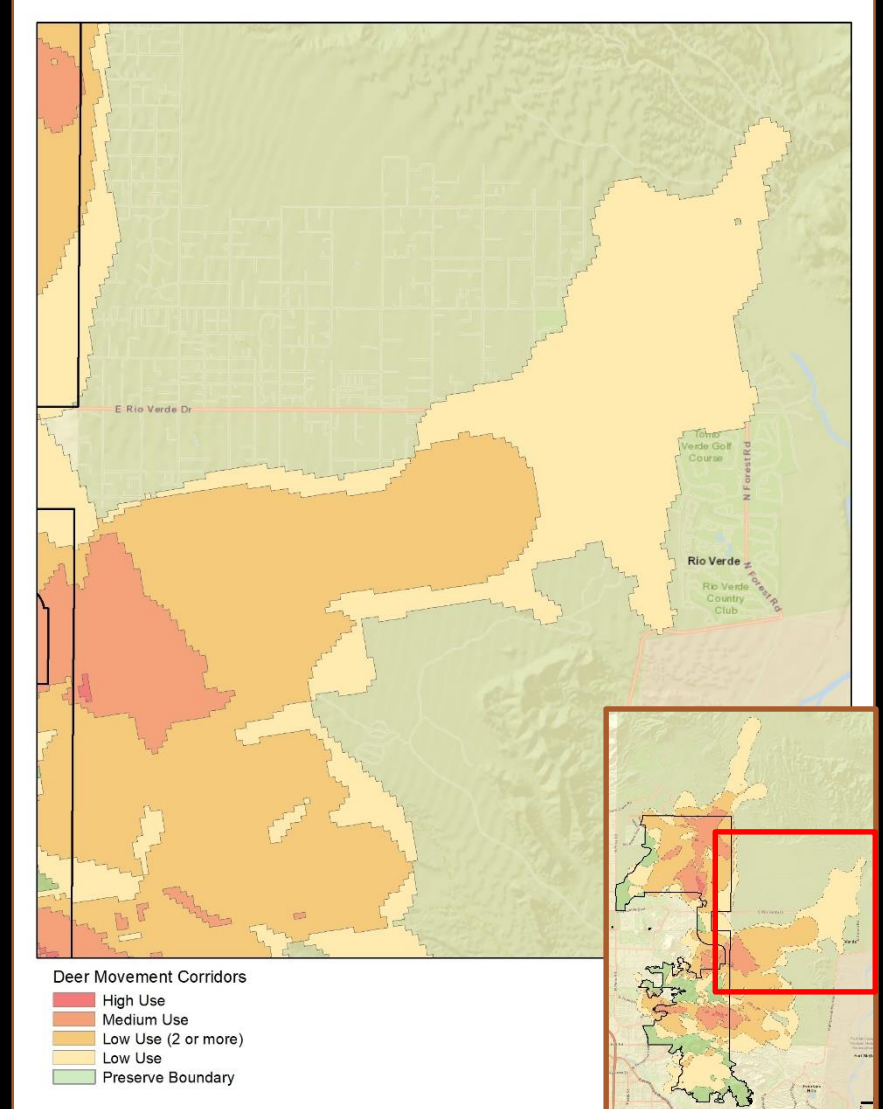 E Rio Verde Dr
Tonto
Verde Golf
Course
N Forest Rd
Rio Verde
N Forest Rd
Rio Verde
Country
Club
Deer Movement Corridors
High Use
Medium Use
Low Use (2 or more)
Low Use
Preserve Boundary